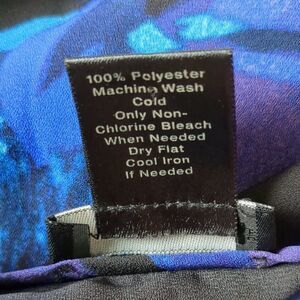 100% Polyester
Machine Wash
Cold
Only Non-
Chlorine Bleach
When Needed
Dry Flat
Cool Iron
If Needed